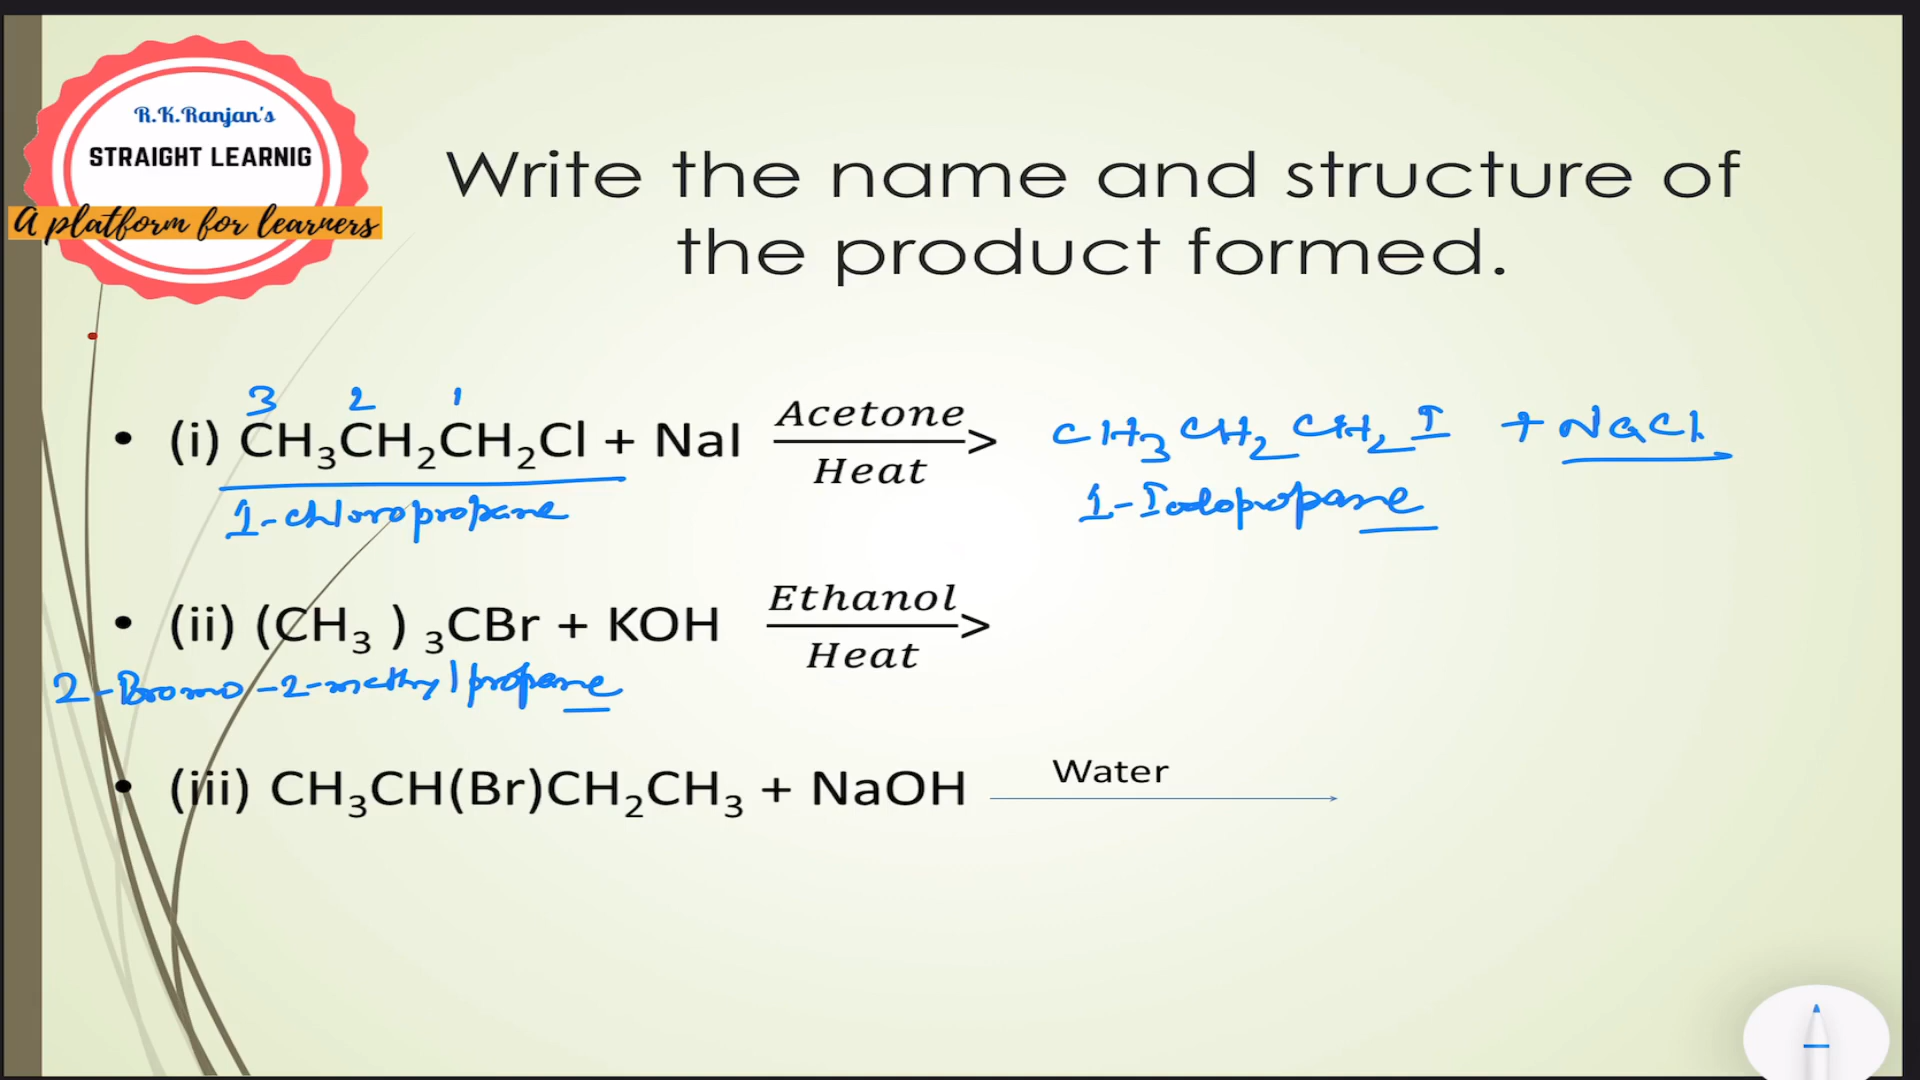 R.K.Ranjan's
STRAIGHT LEARNIG
A platform for learners
Write the name and structure of
the product formed.
3 2 1
• (i) CH₃CH₂CH₂Cl + NaI Acetone/Heat > CH₃CH₂CH₂I + NaCl
1-chloropropane 1-Iodopropane
• (ii) (CH₃ ) ₃CBr + KOH Ethanol/Heat >
2-Bromo-2-methylpropane
Water
• (iii) CH₃CH(Br)CH₂CH₃ + NaOH